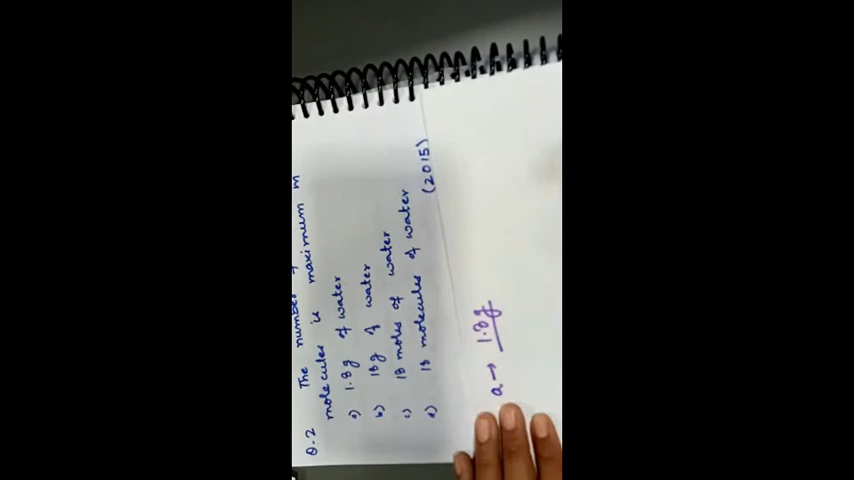 Q.2 The number of maximum in
molecules is
a) 1.8g of water
b) 18g of water
c) 18 moles of water
d) 18 molecules of water
(2015)
a → 1.8g